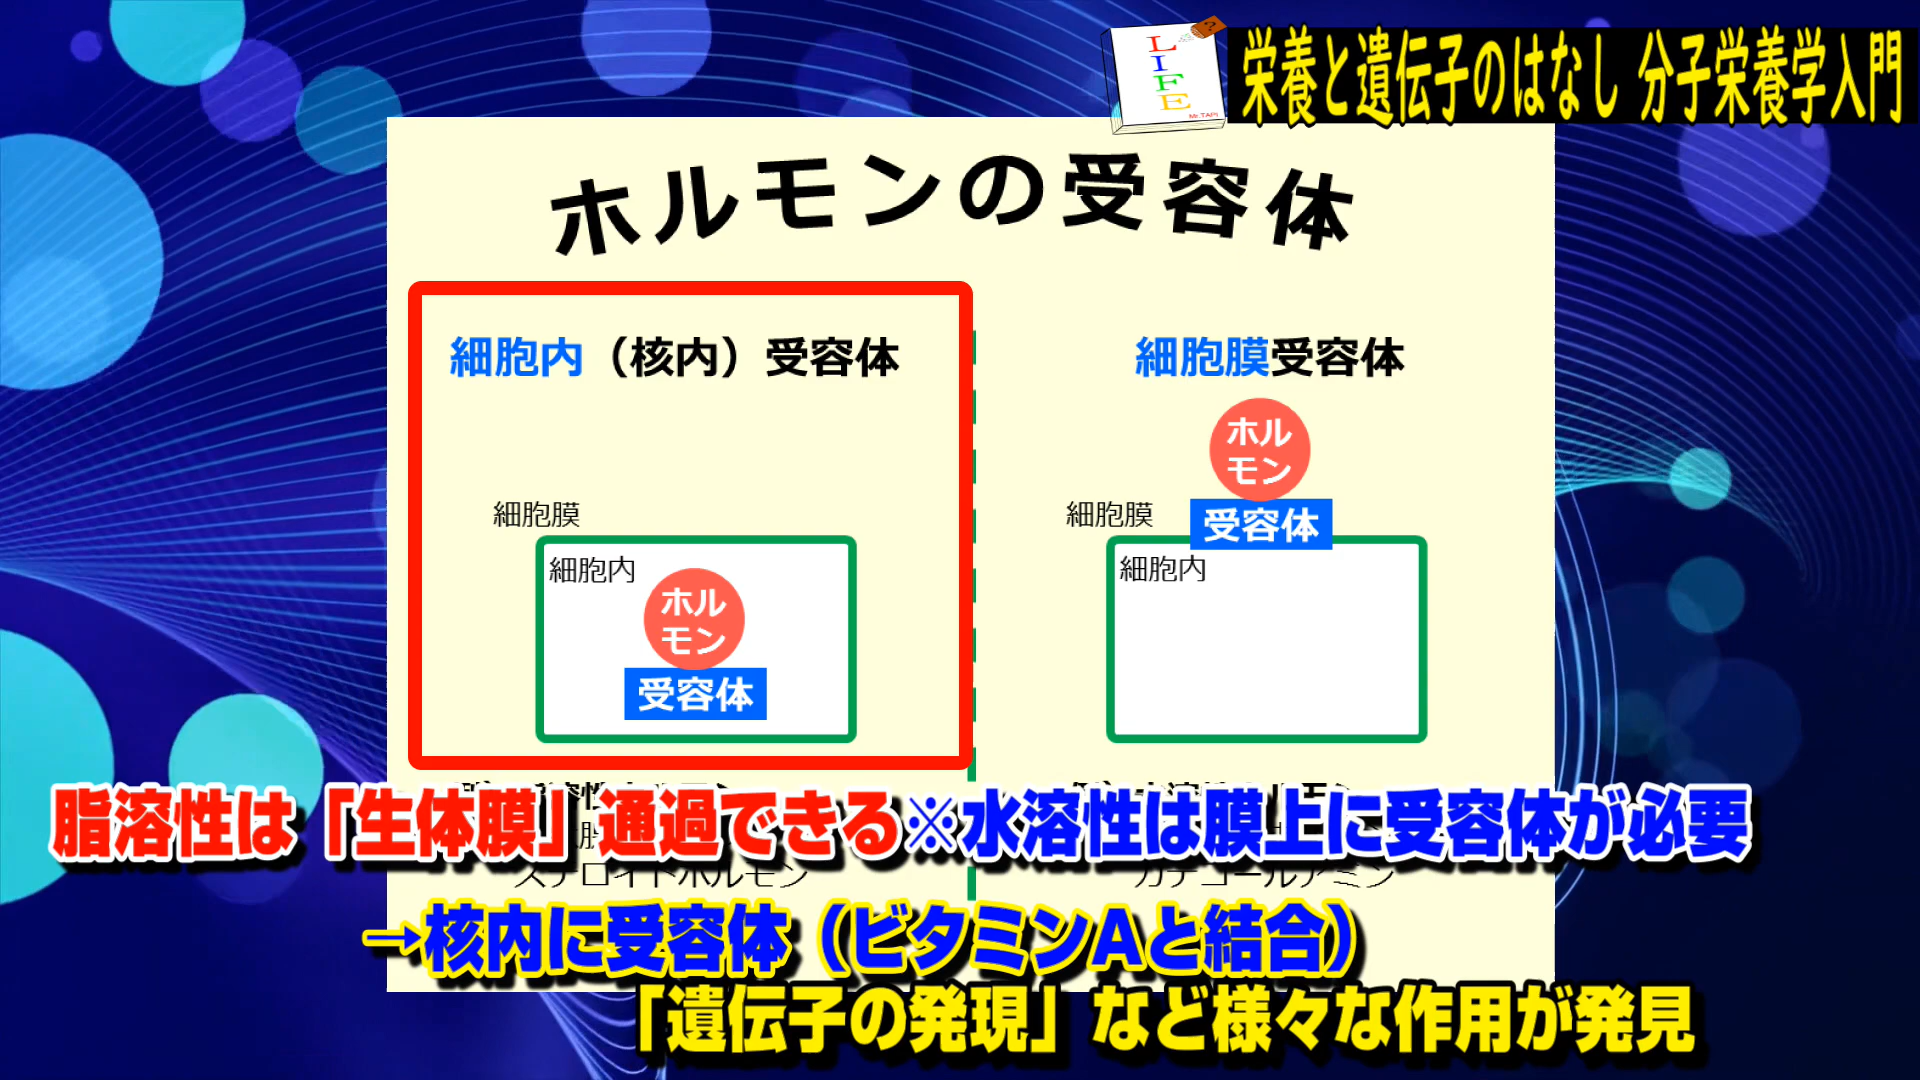 LIFE
Mr.TAPI
栄養と遺伝子のはなし 分子栄養学入門
ホルモンの受容体
細胞内（核内）受容体
細胞膜
細胞内
ホル
モン
受容体
細胞膜受容体
ホル
モン
細胞膜
受容体
細胞内
脂溶性は「生体膜」通過できる※水溶性は膜上に受容体が必要
ステロイドホルモン
カテコールアミン
→核内に受容体（ビタミンAと結合）
「遺伝子の発現」など様々な作用が発見